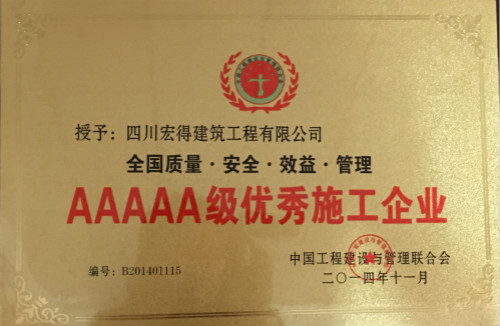 授予：四川宏得建筑工程有限公司
全国质量·安全·效益·管理
AAAAA级优秀施工企业
中国工程建设与管理联合会
编号：B201401115
二〇一四年十一月